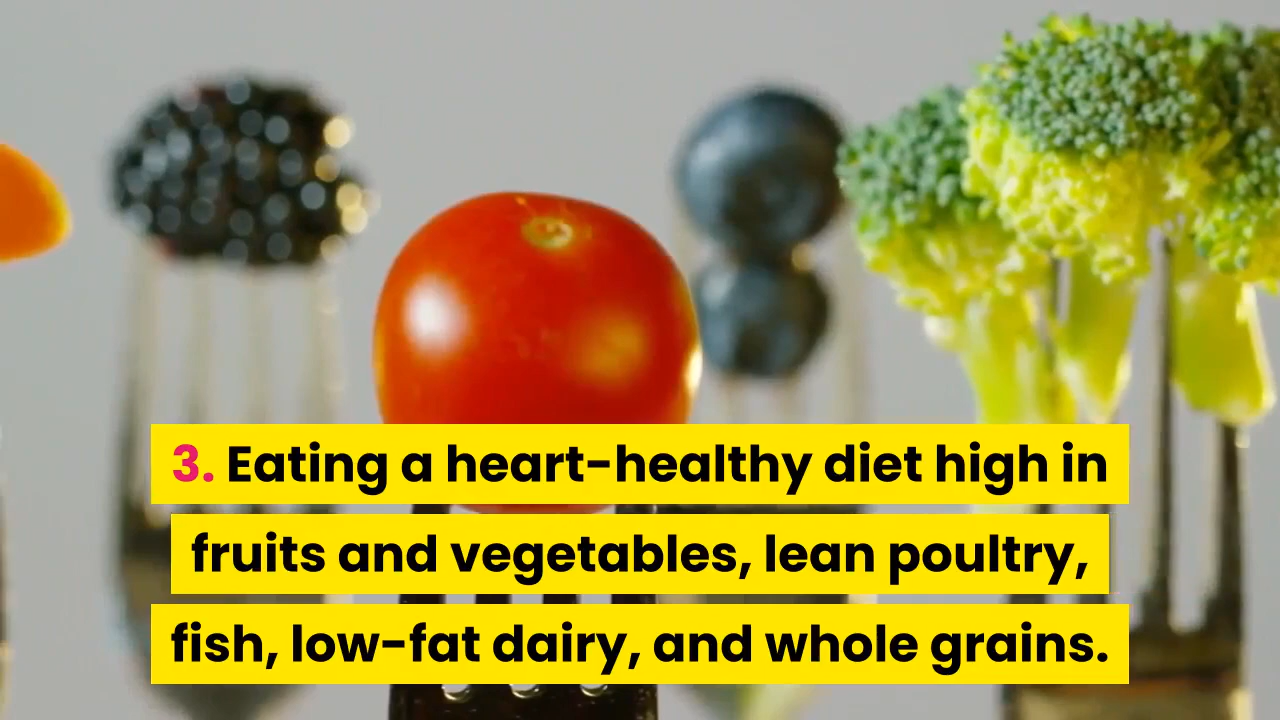 3. Eating a heart-healthy diet high in
fruits and vegetables, lean poultry,
fish, low-fat dairy, and whole grains.